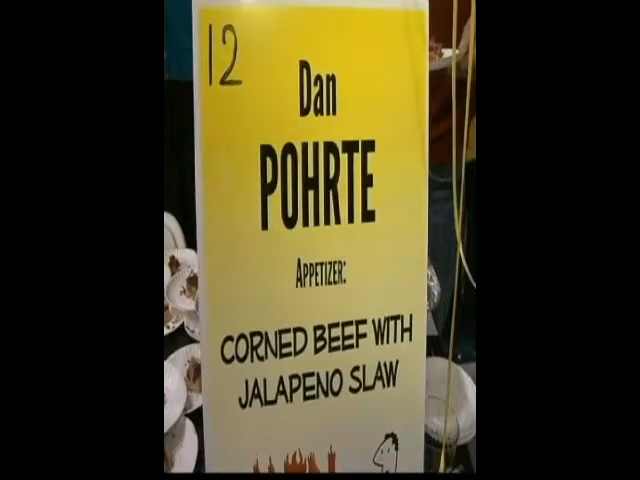 12
Dan
POHRTE
APPETIZER:
CORNED BEEF WITH
JALAPENO SLAW